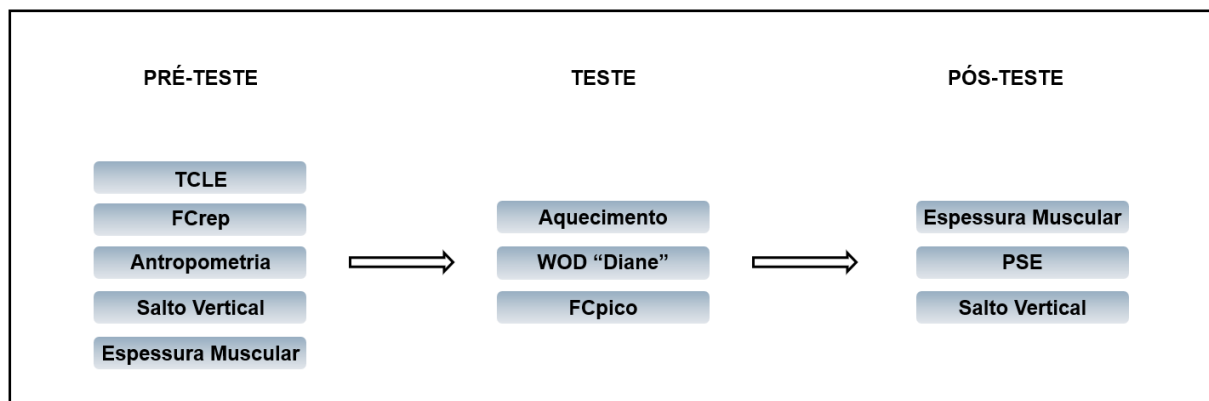 PRÉ-TESTE
TCLE
FCrep
Antropometria
Salto Vertical
Espessura Muscular
TESTE
Aquecimento
WOD “Diane”
FCpico
PÓS-TESTE
Espessura Muscular
PSE
Salto Vertical